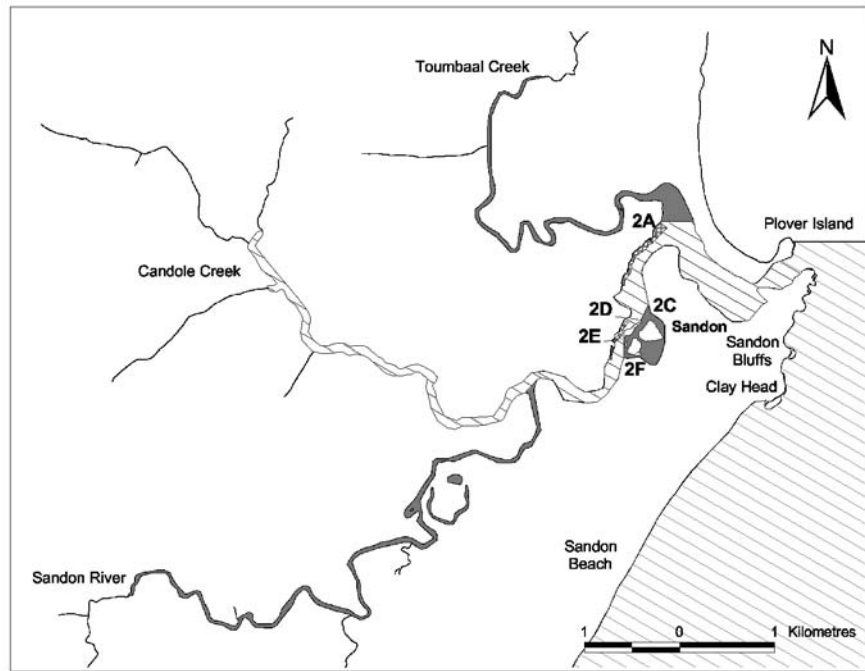 Toumbaal Creek
N
2A
Plover Island
Candole Creek
2D
2C
Sandon
2E
2F
Sandon
Bluffs
Clay Head
Sandon
Beach
Sandon River
1 0 1 Kilometres